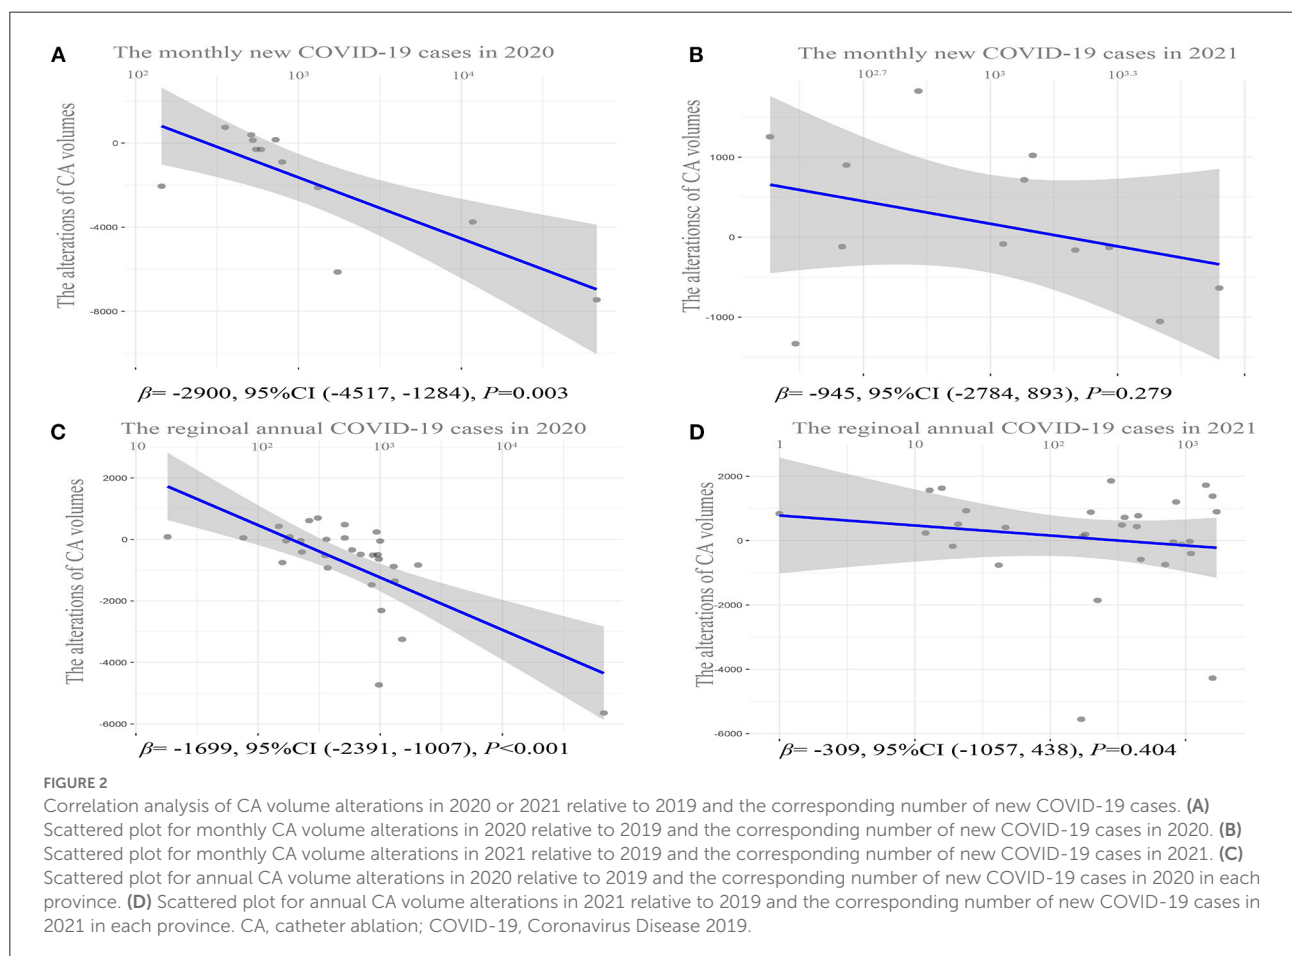 A
The monthly new COVID-19 cases in 2020
10² 10³ 10⁴
The alterations of CA volumes
0
-4000
-8000
β= -2900, 95%CI (-4517, -1284), P=0.003
B
The monthly new COVID-19 cases in 2021
10².⁷ 10³ 10³.³
The alterationsc of CA volumes
1000
0
-1000
β= -945, 95%CI (-2784, 893), P=0.279
C
The reginoal annual COVID-19 cases in 2020
10 10² 10³ 10⁴
The alterations of CA volumes
2000
0
-2000
-4000
-6000
β= -1699, 95%CI (-2391, -1007), P<0.001
D
The reginoal annual COVID-19 cases in 2021
1 10 10² 10³
The alterations of CA volumes
2000
0
-2000
-4000
-6000
β= -309, 95%CI (-1057, 438), P=0.404
FIGURE 2
Correlation analysis of CA volume alterations in 2020 or 2021 relative to 2019 and the corresponding number of new COVID-19 cases. (A)
Scattered plot for monthly CA volume alterations in 2020 relative to 2019 and the corresponding number of new COVID-19 cases in 2020. (B)
Scattered plot for monthly CA volume alterations in 2021 relative to 2019 and the corresponding number of new COVID-19 cases in 2021. (C)
Scattered plot for annual CA volume alterations in 2020 relative to 2019 and the corresponding number of new COVID-19 cases in 2020 in each
province. (D) Scattered plot for annual CA volume alterations in 2021 relative to 2019 and the corresponding number of new COVID-19 cases in
2021 in each province. CA, catheter ablation; COVID-19, Coronavirus Disease 2019.